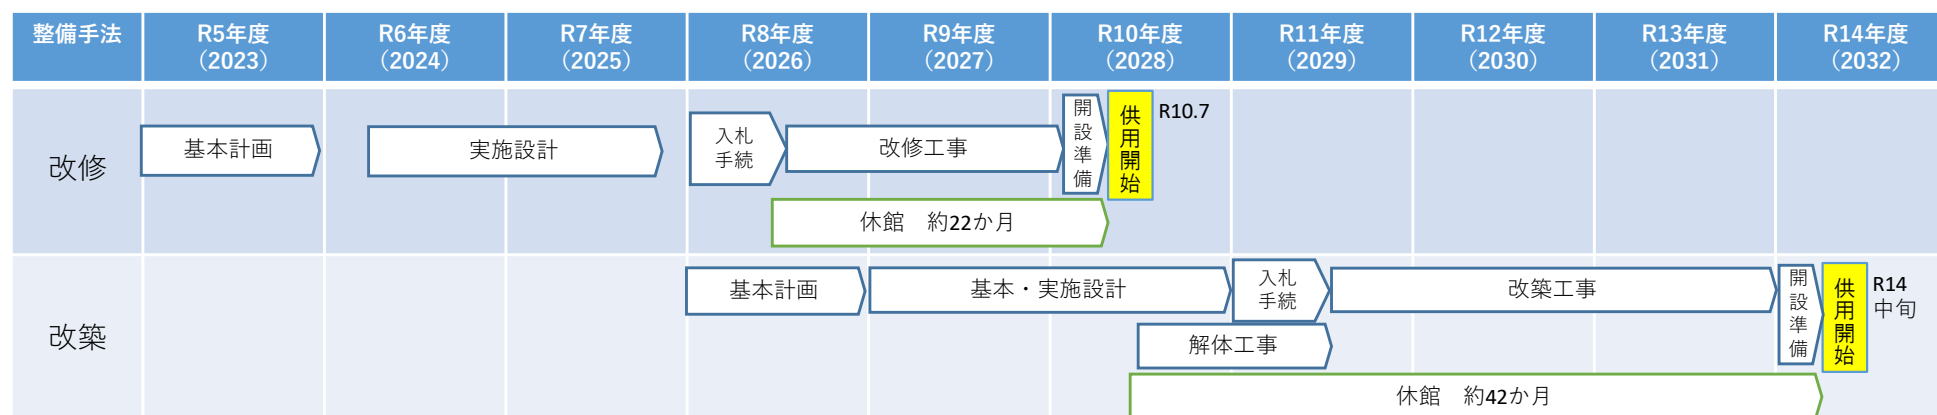 整備手法
R5年度
(2023)
R6年度
(2024)
R7年度
(2025)
R8年度
(2026)
R9年度
(2027)
R10年度
(2028)
R11年度
(2029)
R12年度
(2030)
R13年度
(2031)
R14年度
(2032)
改修
基本計画
実施設計
入札
手続
改修工事
開設準備
供用開始
R10.7
休館　約22か月
改築
基本計画
基本・実施設計
入札
手続
改築工事
開設準備
供用開始
R14
中旬
解体工事
休館　約42か月